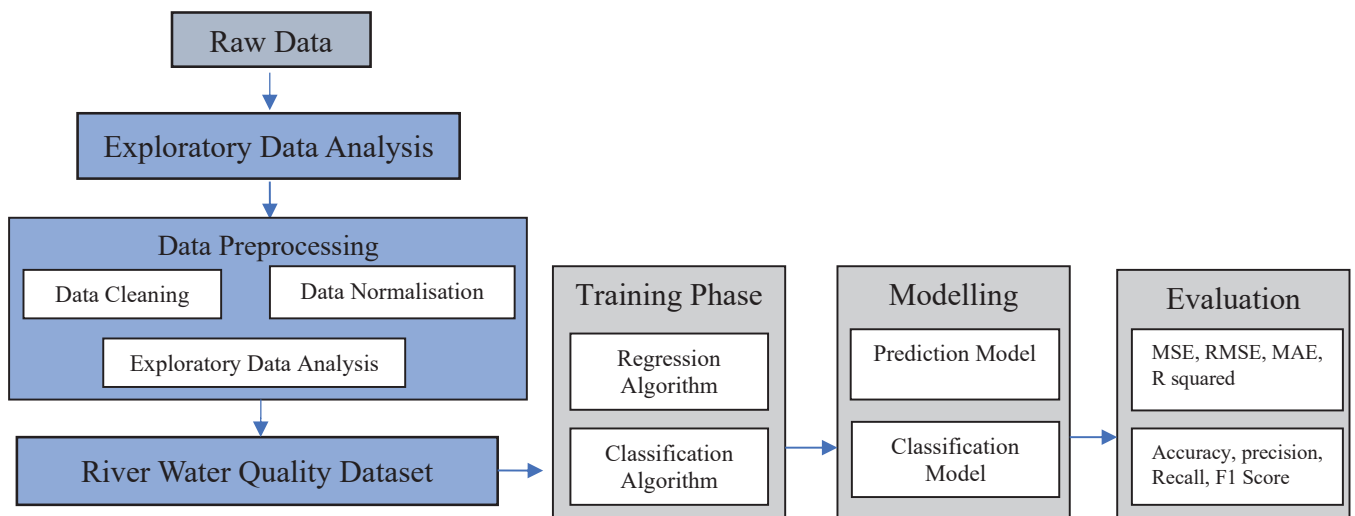 Raw Data
Exploratory Data Analysis
Data Preprocessing
Data Cleaning
Data Normalisation
Exploratory Data Analysis
River Water Quality Dataset
Training Phase
Regression
Algorithm
Classification
Algorithm
Modelling
Prediction Model
Classification
Model
Evaluation
MSE, RMSE, MAE,
R squared
Accuracy, precision,
Recall, F1 Score